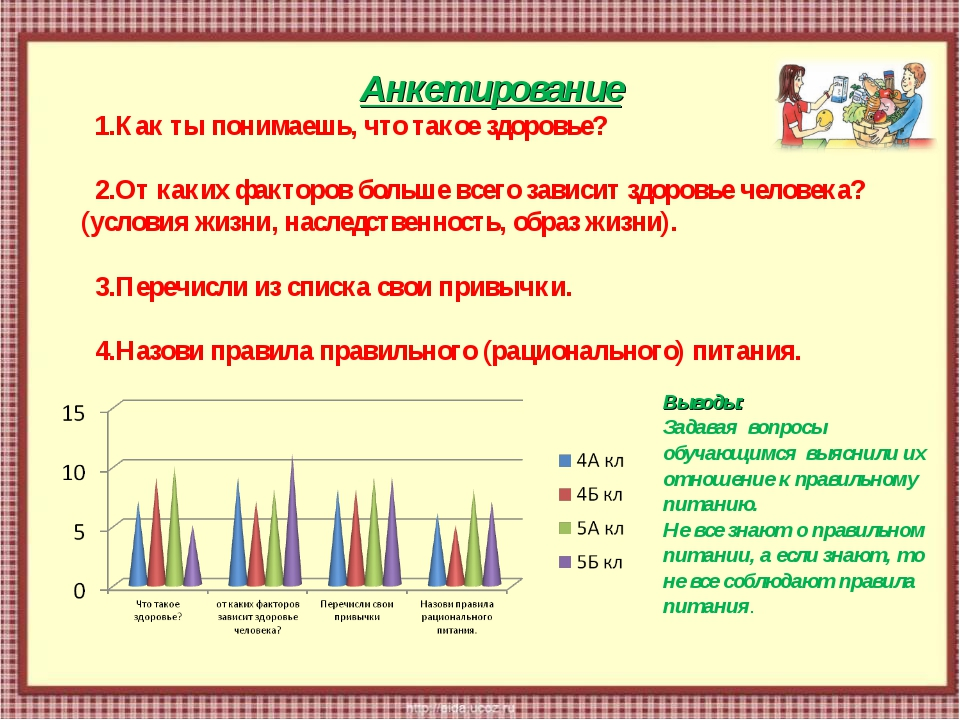 Анкетирование
1.Как ты понимаешь, что такое здоровье?
2.От каких факторов больше всего зависит здоровье человека?
(условия жизни, наследственность, образ жизни).
3.Перечисли из списка свои привычки.
4.Назови правила правильного (рационального) питания.
15
10
5
0
Что такое
здоровье?
от каких факторов
зависит здоровье
человека?
Перечисли свои
привычки
Назови правила
рационального
питания.
4А кл
4Б кл
5А кл
5Б кл
Выводы:
Задавая вопросы
обучающимся выяснили их
отношение к правильному
питанию.
Не все знают о правильном
питании, а если знают, то
не все соблюдают правила
питания.
http://aida.ucoz.ru